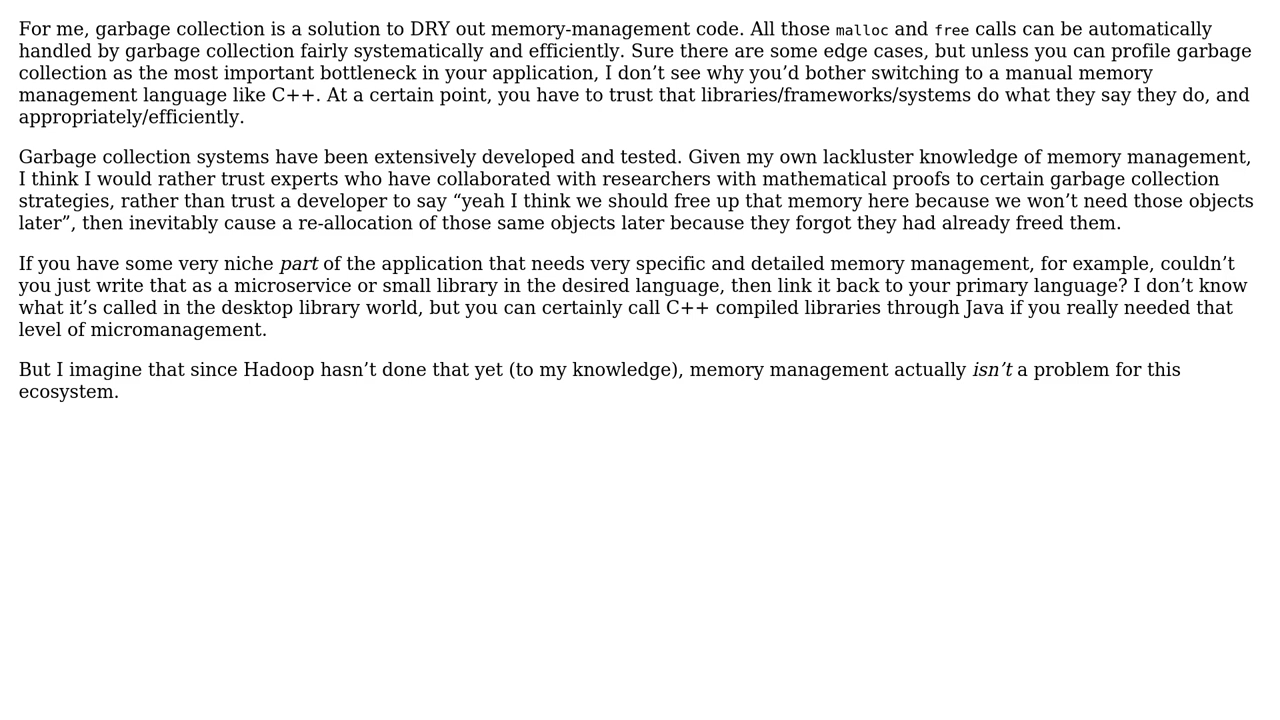 For me, garbage collection is a solution to DRY out memory-management code. All those malloc and free calls can be automatically
handled by garbage collection fairly systematically and efficiently. Sure there are some edge cases, but unless you can profile garbage
collection as the most important bottleneck in your application, I don’t see why you’d bother switching to a manual memory
management language like C++. At a certain point, you have to trust that libraries/frameworks/systems do what they say they do, and
appropriately/efficiently.
Garbage collection systems have been extensively developed and tested. Given my own lackluster knowledge of memory management,
I think I would rather trust experts who have collaborated with researchers with mathematical proofs to certain garbage collection
strategies, rather than trust a developer to say “yeah I think we should free up that memory here because we won’t need those objects
later”, then inevitably cause a re-allocation of those same objects later because they forgot they had already freed them.
If you have some very niche part of the application that needs very specific and detailed memory management, for example, couldn’t
you just write that as a microservice or small library in the desired language, then link it back to your primary language? I don’t know
what it’s called in the desktop library world, but you can certainly call C++ compiled libraries through Java if you really needed that
level of micromanagement.
But I imagine that since Hadoop hasn’t done that yet (to my knowledge), memory management actually isn’t a problem for this
ecosystem.